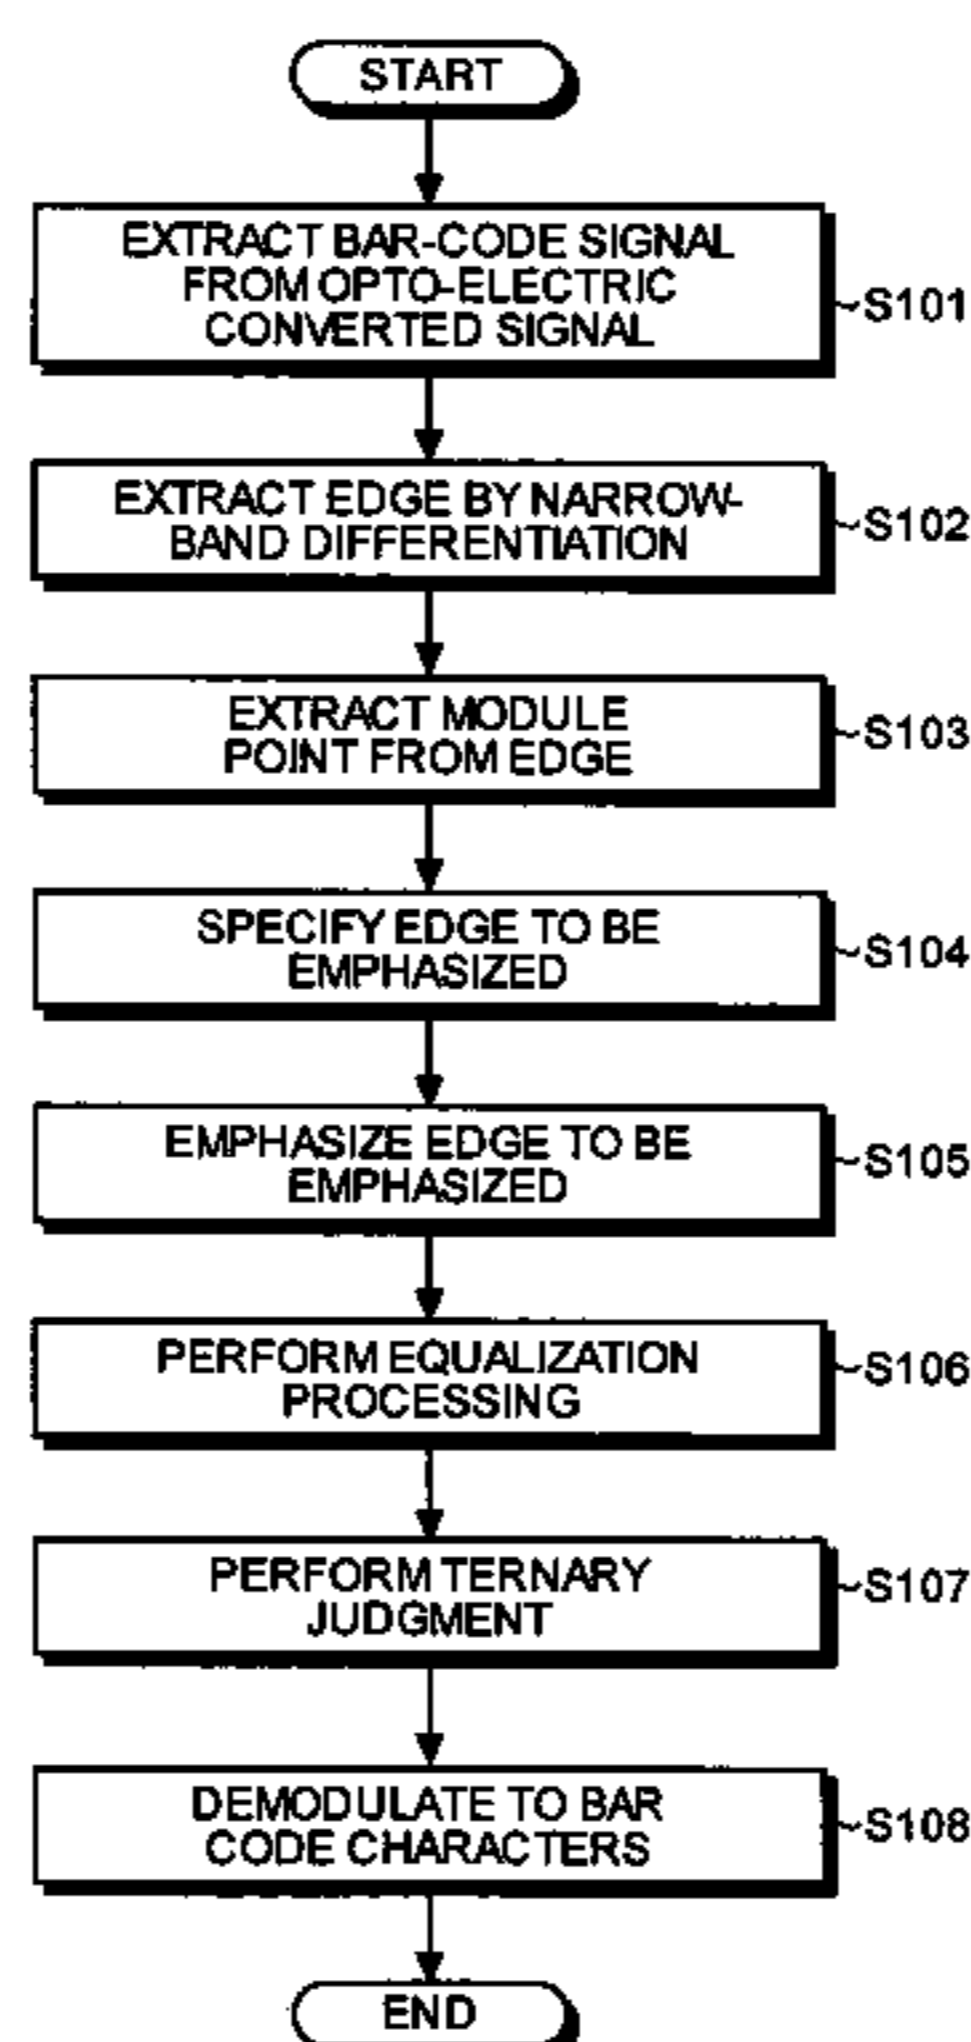 START
EXTRACT BAR-CODE SIGNAL
FROM OPTO-ELECTRIC
CONVERTED SIGNAL
~S101
EXTRACT EDGE BY NARROW-
BAND DIFFERENTIATION
~S102
EXTRACT MODULE
POINT FROM EDGE
~S103
SPECIFY EDGE TO BE
EMPHASIZED
~S104
EMPHASIZE EDGE TO BE
EMPHASIZED
~S105
PERFORM EQUALIZATION
PROCESSING
~S106
PERFORM TERNARY
JUDGMENT
~S107
DEMODULATE TO BAR
CODE CHARACTERS
~S108
END